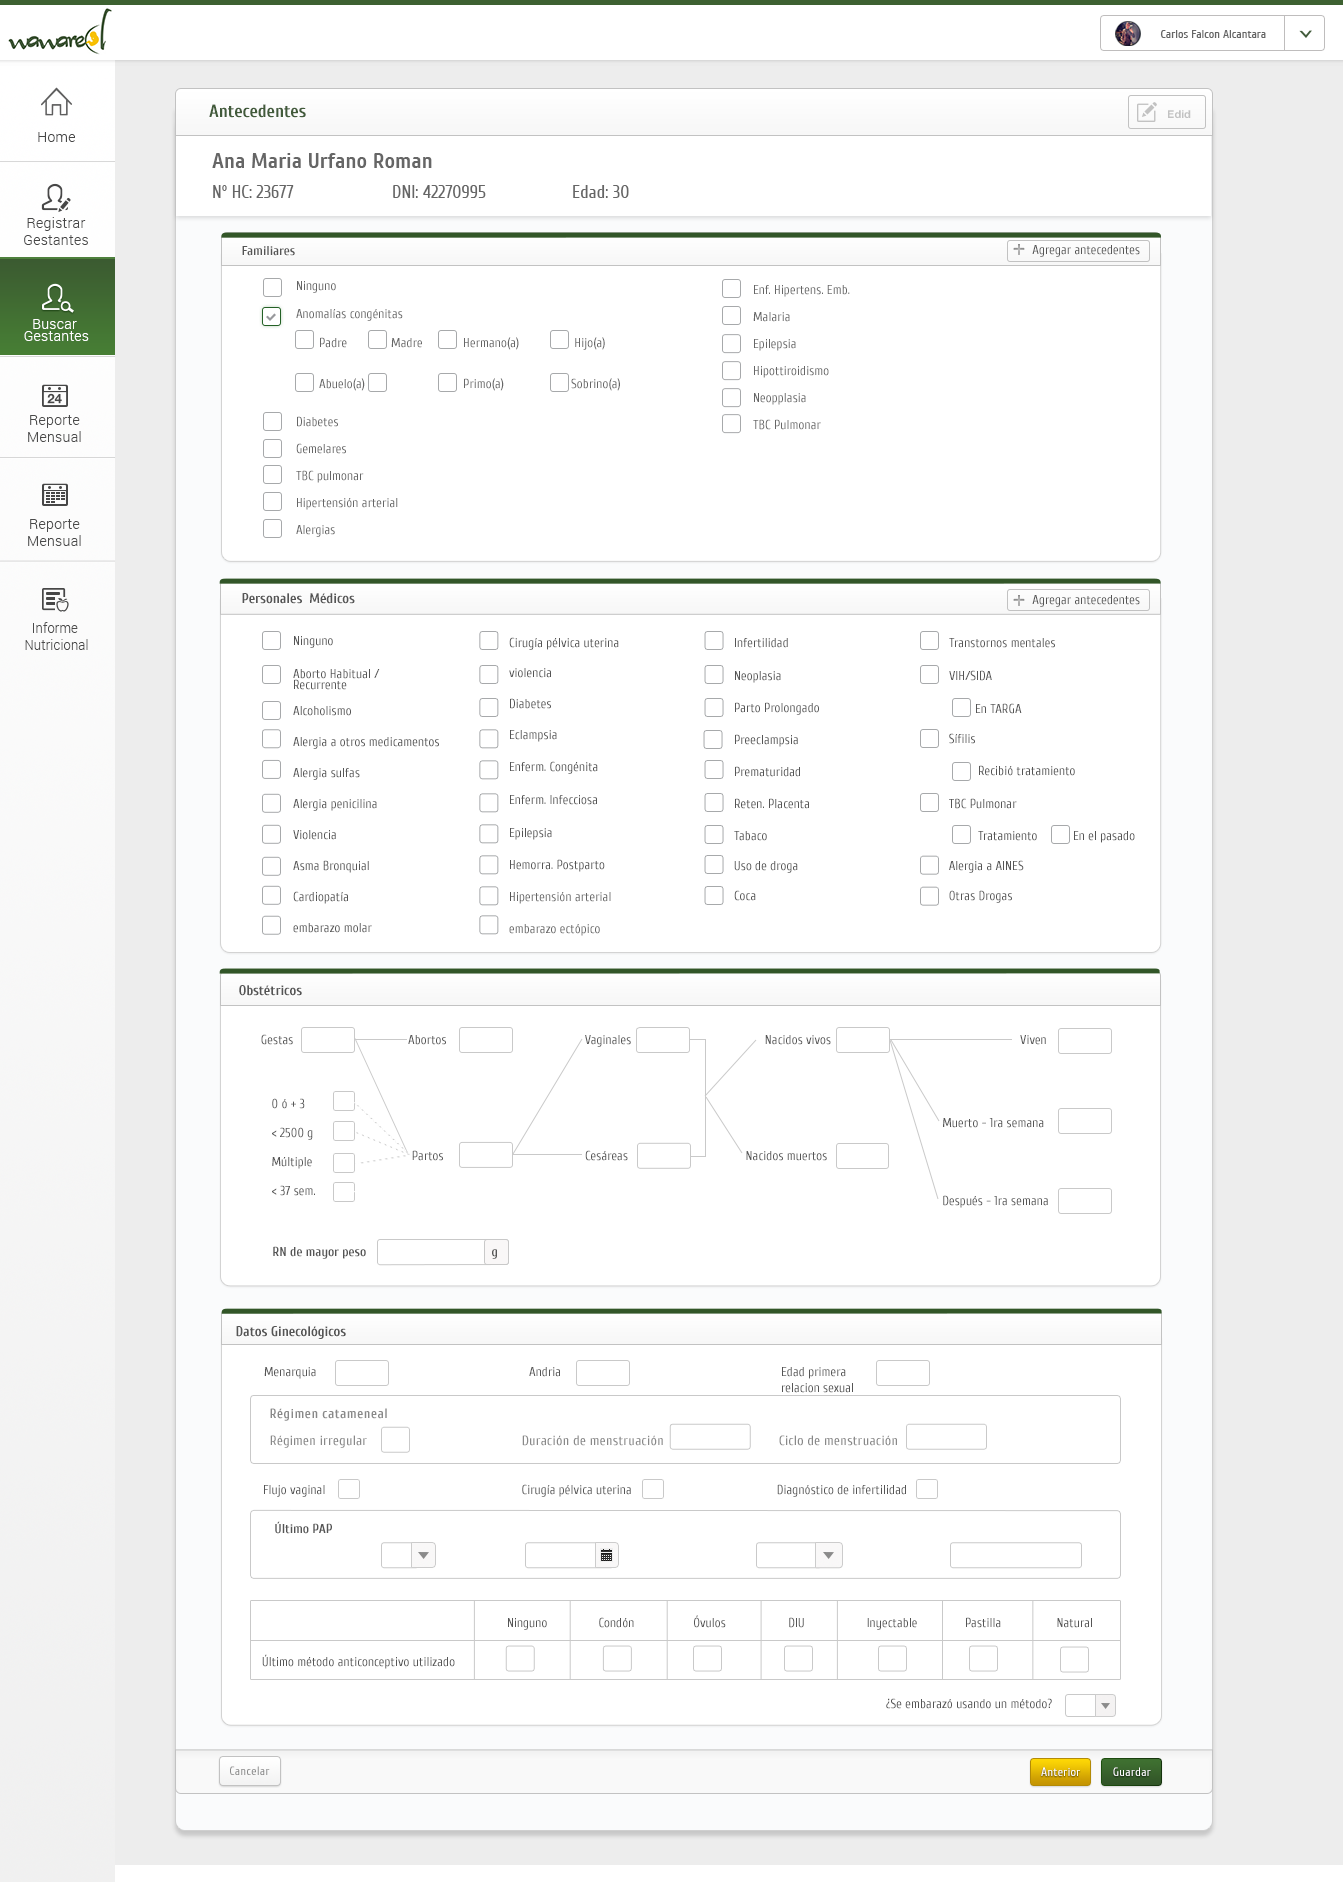 wawared
Carlos Falcon Alcantara
Home
Registrar
Gestantes
Buscar
Gestantes
24
Reporte
Mensual
Reporte
Mensual
Informe
Nutricional
Antecedentes
Edid
Ana Maria Urfano Roman
Nº HC: 23677 DNI: 42270995 Edad: 30
Familiares
Agregar antecedentes
Ninguno
Anomalías congénitas
Padre Madre Hermano(a) Hijo(a)
Abuelo(a) Primo(a) Sobrino(a)
Diabetes
Gemelares
TBC pulmonar
Hipertensión arterial
Alergias
Enf. Hipertens. Emb.
Malaria
Epilepsia
Hipottiroidismo
Neopplasia
TBC Pulmonar
Personales Médicos
Agregar antecedentes
Ninguno
Aborto Habitual /
Recurrente
Alcoholismo
Alergia a otros medicamentos
Alergia sulfas
Alergia penicilina
Violencia
Asma Bronquial
Cardiopatía
embarazo molar
Cirugía pélvica uterina
violencia
Diabetes
Eclampsia
Enferm. Congénita
Enferm. Infecciosa
Epilepsia
Hemorra. Postparto
Hipertensión arterial
embarazo ectópico
Infertilidad
Neoplasia
Parto Prolongado
Preeclampsia
Prematuridad
Reten. Placenta
Tabaco
Uso de droga
Coca
Transtornos mentales
VIH/SIDA
En TARGA
Sífilis
Recibió tratamiento
TBC Pulmonar
Tratamiento En el pasado
Alergia a AINES
Otras Drogas
Obstétricos
Gestas Abortos Vaginales Nacidos vivos Viven
0 ó + 3
Muerto - 1ra semana
< 2500 g
Partos Cesáreas Nacidos muertos
Múltiple
< 37 sem.
Después - 1ra semana
RN de mayor peso g
Datos Ginecológicos
Menarquia Andria Edad primera
relacion sexual
Régimen catameneal
Régimen irregular Duración de menstruación Ciclo de menstruación
Flujo vaginal Cirugía pélvica uterina Diagnóstico de infertilidad
Último PAP
Ninguno Condón Óvulos DIU Inyectable Pastilla Natural
Último método anticonceptivo utilizado
¿Se embarazó usando un método?
Cancelar Anterior Guardar